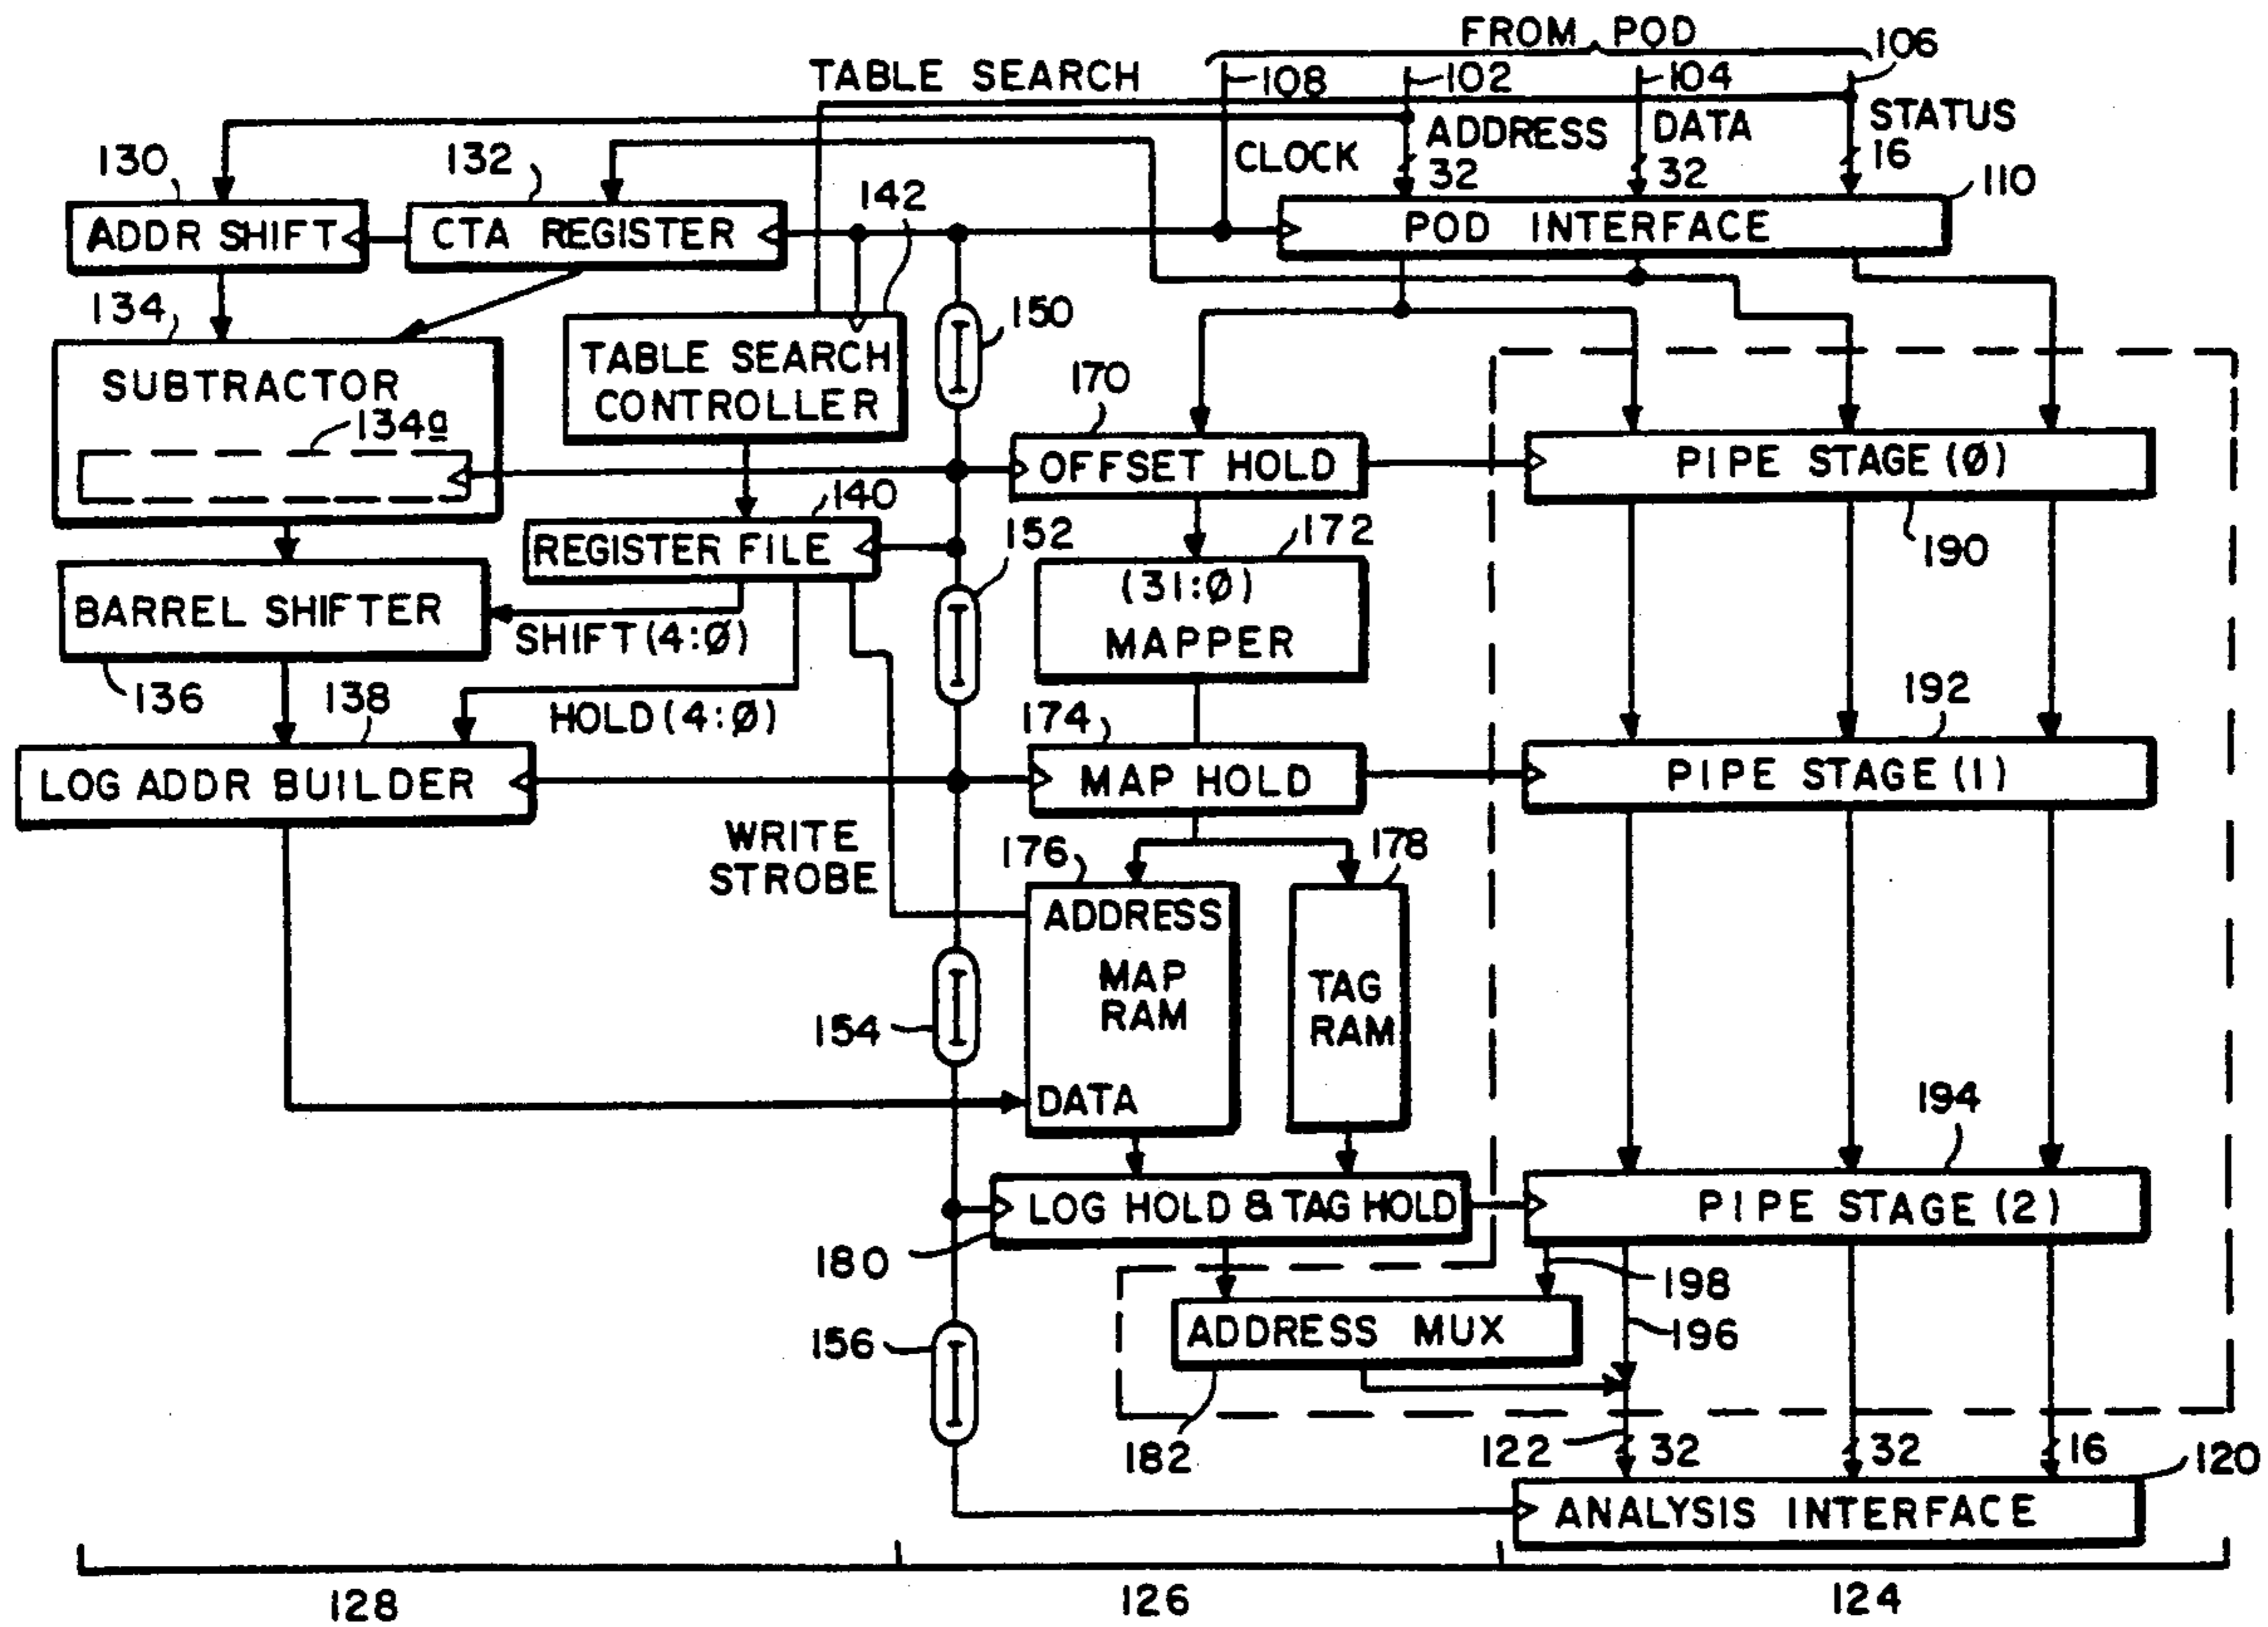 FROM POD
106
TABLE SEARCH
108
102
104
ADDRESS
DATA
STATUS
CLOCK
32
32
16
130
132
142
110
ADDR SHIFT
CTA REGISTER
POD INTERFACE
134
150
SUBTRACTOR
134a
TABLE SEARCH
CONTROLLER
170
OFFSET HOLD
PIPE STAGE (Ø)
140
152
172
190
REGISTER FILE
(31:Ø)
MAPPER
BARREL SHIFTER
SHIFT (4:Ø)
136
138
HOLD (4:Ø)
174
192
LOG ADDR BUILDER
MAP HOLD
PIPE STAGE (1)
WRITE
STROBE
176
178
ADDRESS
MAP
RAM
TAG
RAM
154
DATA
194
LOG HOLD & TAG HOLD
PIPE STAGE (2)
180
198
156
ADDRESS MUX
196
182
122
32
32
16
120
ANALYSIS INTERFACE
128
126
124